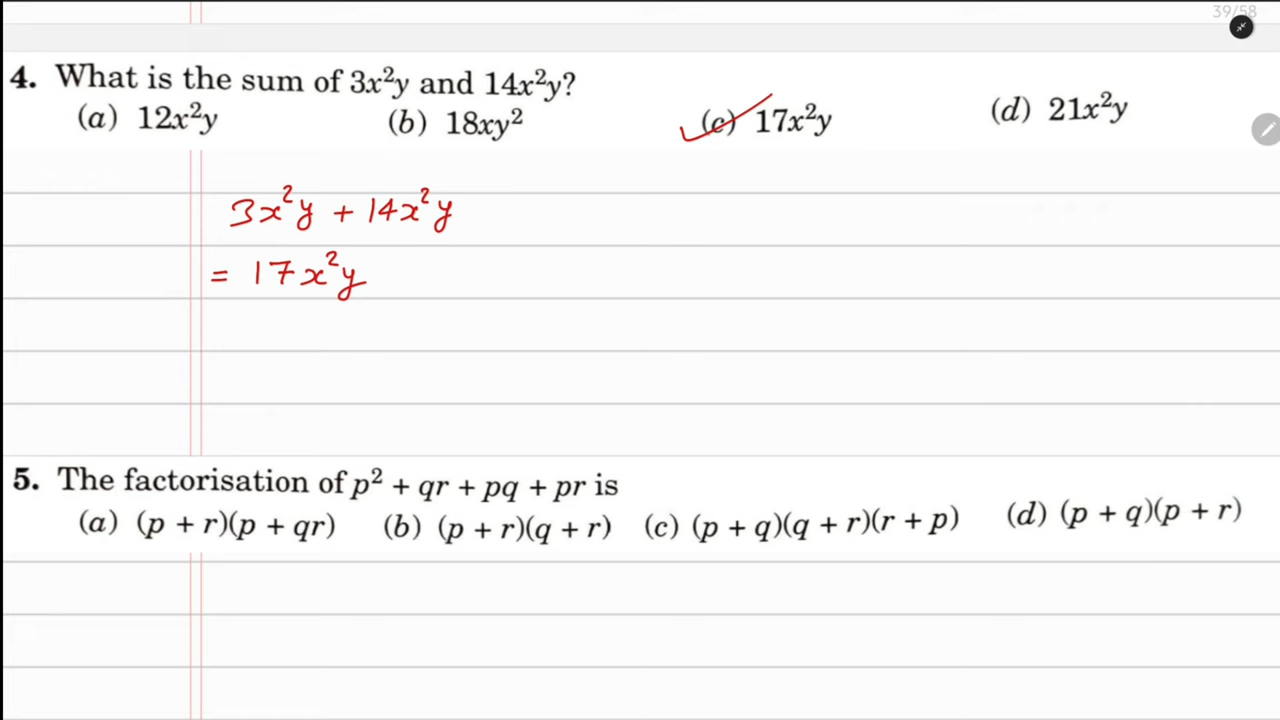 39/58
4. What is the sum of 3x²y and 14x²y?
(a) 12x²y (b) 18xy² (c) 17x²y (d) 21x²y
3x²y + 14x²y
= 17x²y
5. The factorisation of p² + qr + pq + pr is
(a) (p + r)(p + qr) (b) (p + r)(q + r) (c) (p + q)(q + r)(r + p) (d) (p + q)(p + r)